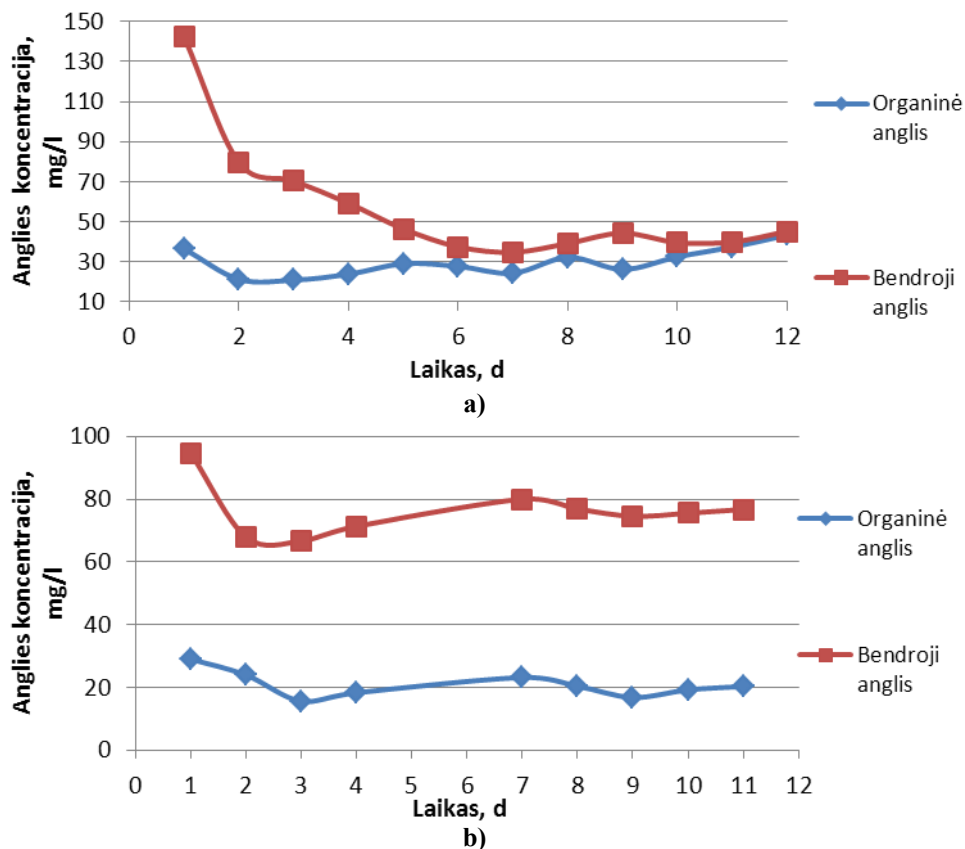 Anglies koncentracija,
mg/l
150
130
110
90
70
50
30
10
0
2
4
6
8
10
12
Laikas, d
Organinė
anglis
Bendroji
anglis
a)
Anglies koncentracija,
mg/l
100
80
60
40
20
0
0
1
2
3
4
5
6
7
8
9
10
11
12
Laikas, d
Organinė
anglis
Bendroji
anglis
b)